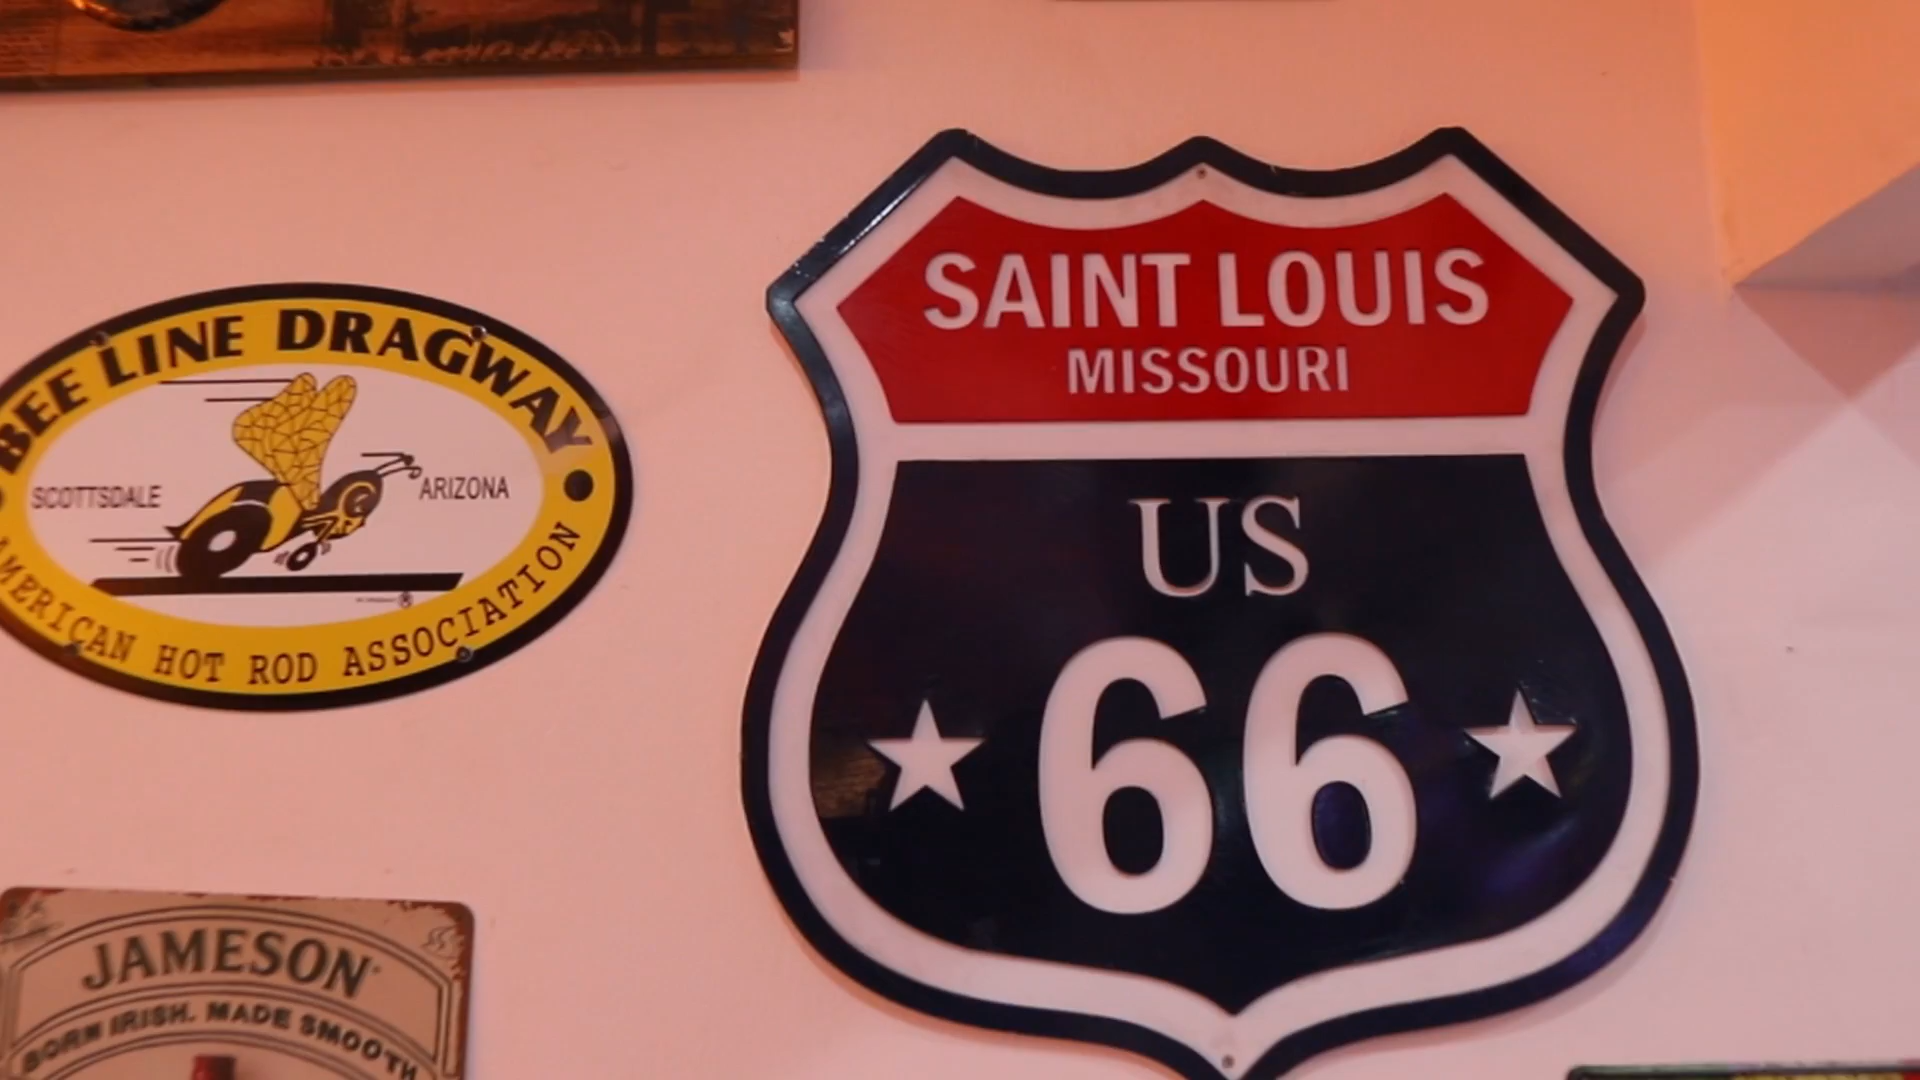 BEE LINE DRAGWAY
SCOTTSDALE ARIZONA
AMERICAN HOT ROD ASSOCIATION
SAINT LOUIS
MISSOURI
US
66
JAMESON
BORN IRISH. MADE SMOOTH